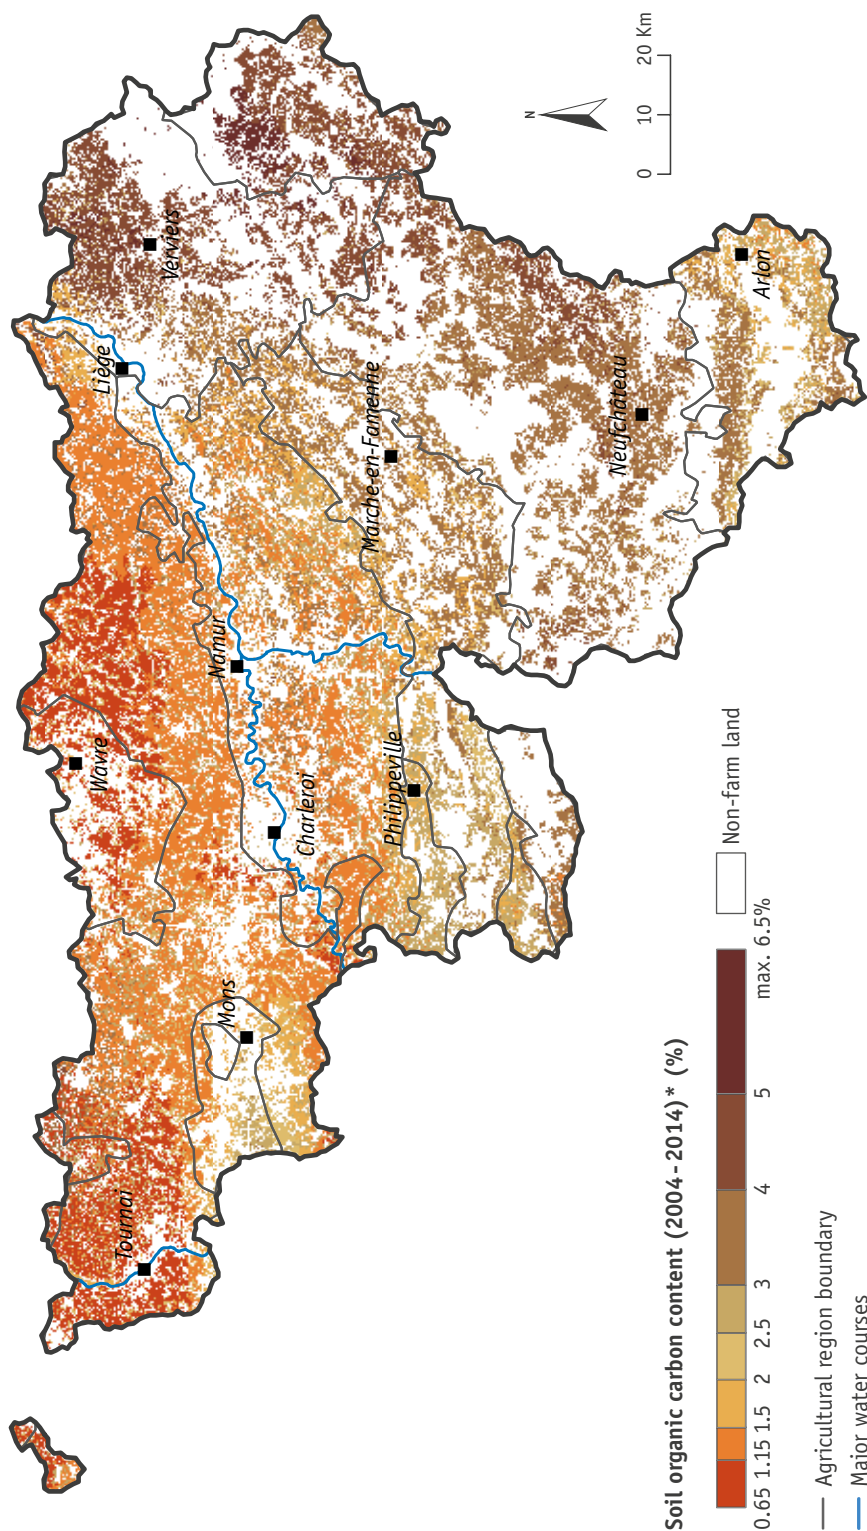 Tournai
Mons
Wavre
Charleroi
Philippeville
Namur
Liège
Verviers
Marche-en-Famenne
Neufchâteau
Arlon
N
0 10 20 Km
Soil organic carbon content (2004-2014)* (%)
0.65 1.15 1.5 2 2.5 3 4 5 max. 6.5%
Non-farm land
Agricultural region boundary
Major water courses